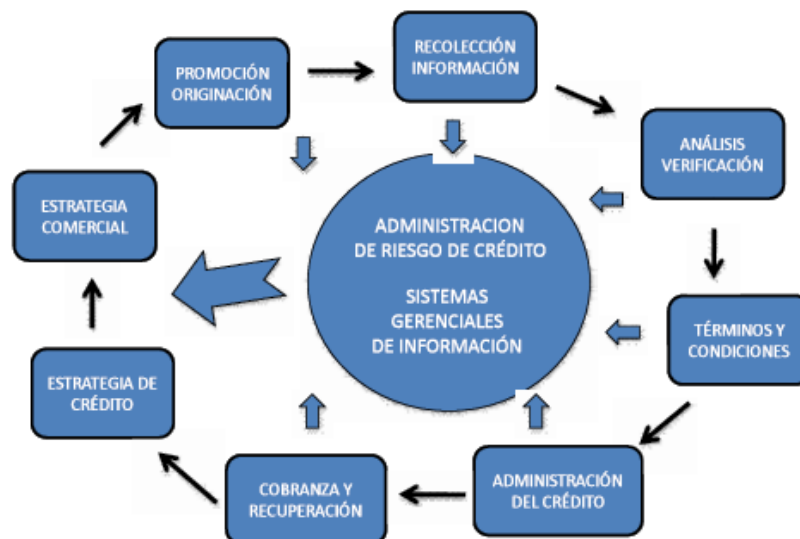 PROMOCIÓN
ORIGINACIÓN
RECOLECCIÓN
INFORMACIÓN
ANÁLISIS
VERIFICACIÓN
TÉRMINOS Y
CONDICIONES
ADMINISTRACIÓN
DEL CRÉDITO
COBRANZA Y
RECUPERACIÓN
ESTRATEGIA DE
CRÉDITO
ESTRATEGIA
COMERCIAL
ADMINISTRACION
DE RIESGO DE CRÉDITO
SISTEMAS
GERENCIALES
DE INFORMACIÓN